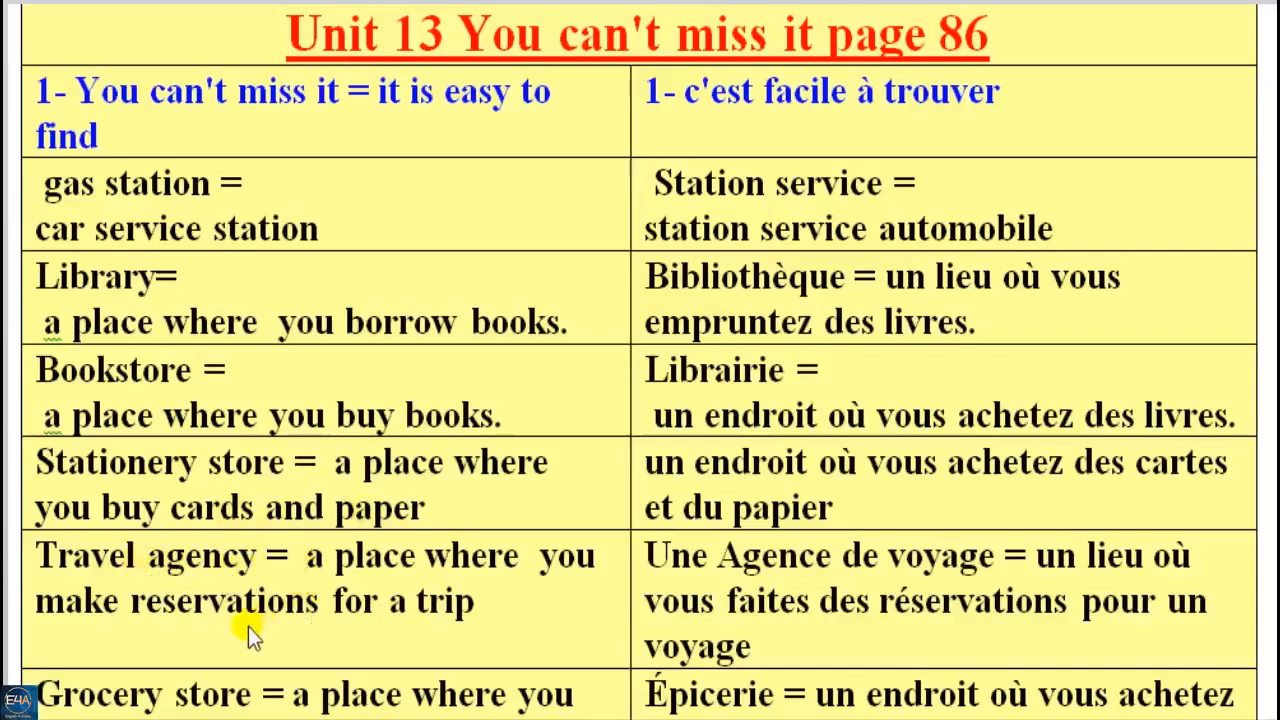 Unit 13 You can't miss it page 86
1- You can't miss it = it is easy to
find
1- c'est facile à trouver
gas station =
car service station
Station service =
station service automobile
Library=
a place where you borrow books.
Bibliothèque = un lieu où vous
empruntez des livres.
Bookstore =
a place where you buy books.
Librairie =
un endroit où vous achetez des livres.
Stationery store = a place where
you buy cards and paper
un endroit où vous achetez des cartes
et du papier
Travel agency = a place where you
make reservations for a trip
Une Agence de voyage = un lieu où
vous faites des réservations pour un
voyage
Grocery store = a place where you
Épicerie = un endroit où vous achetez
E4A